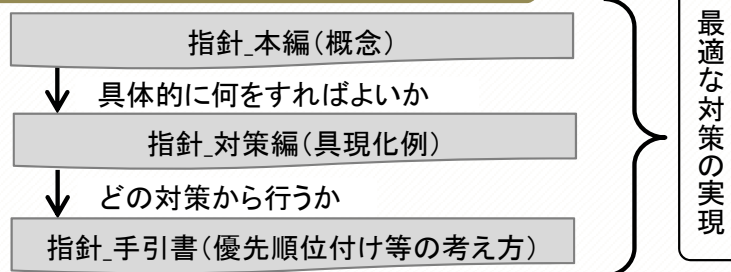 指針_本編（概念）
具体的に何をすればよいか
指針_対策編（具現化例）
どの対策から行うか
指針_手引書（優先順位付け等の考え方）
最適な対策の実現